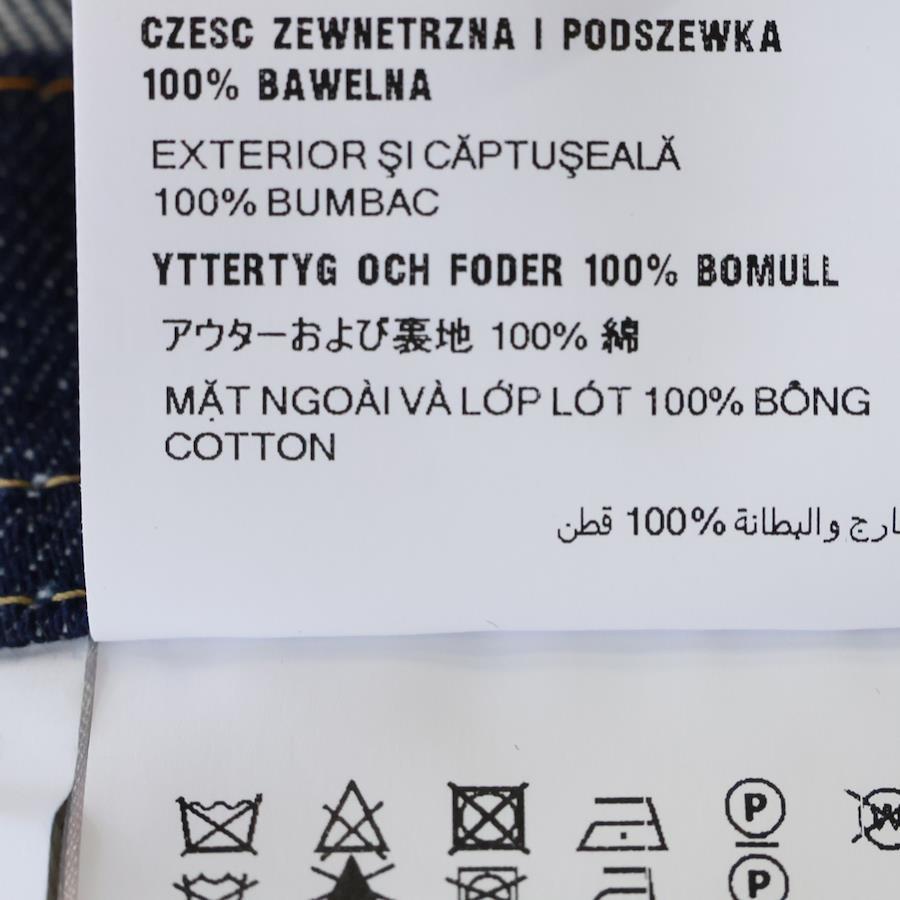 CZESC ZEWNETRZNA I PODSZEWKA
100% BAWELNA
EXTERIOR ŞI CĂPTUŞEALĂ
100% BUMBAC
YTTERTYG OCH FODER 100% BOMULL
アウターおよび裏地 100% 綿
MẶT NGOÀI VÀ LỚP LÓT 100% BÔNG
COTTON
والبطانة 100% قطن
P
W
P